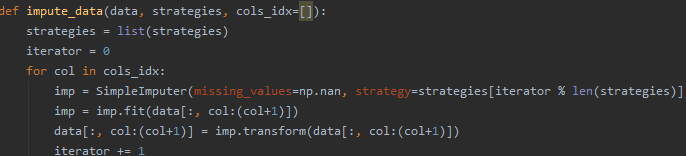 def impute_data(data, strategies, cols_idx=[]):
    strategies = list(strategies)
    iterator = 0
    for col in cols_idx:
        imp = SimpleImputer(missing_values=np.nan, strategy=strategies[iterator % len(strategies)]
        imp = imp.fit(data[:, col:(col+1)])
        data[:, col:(col+1)] = imp.transform(data[:, col:(col+1)])
        iterator += 1